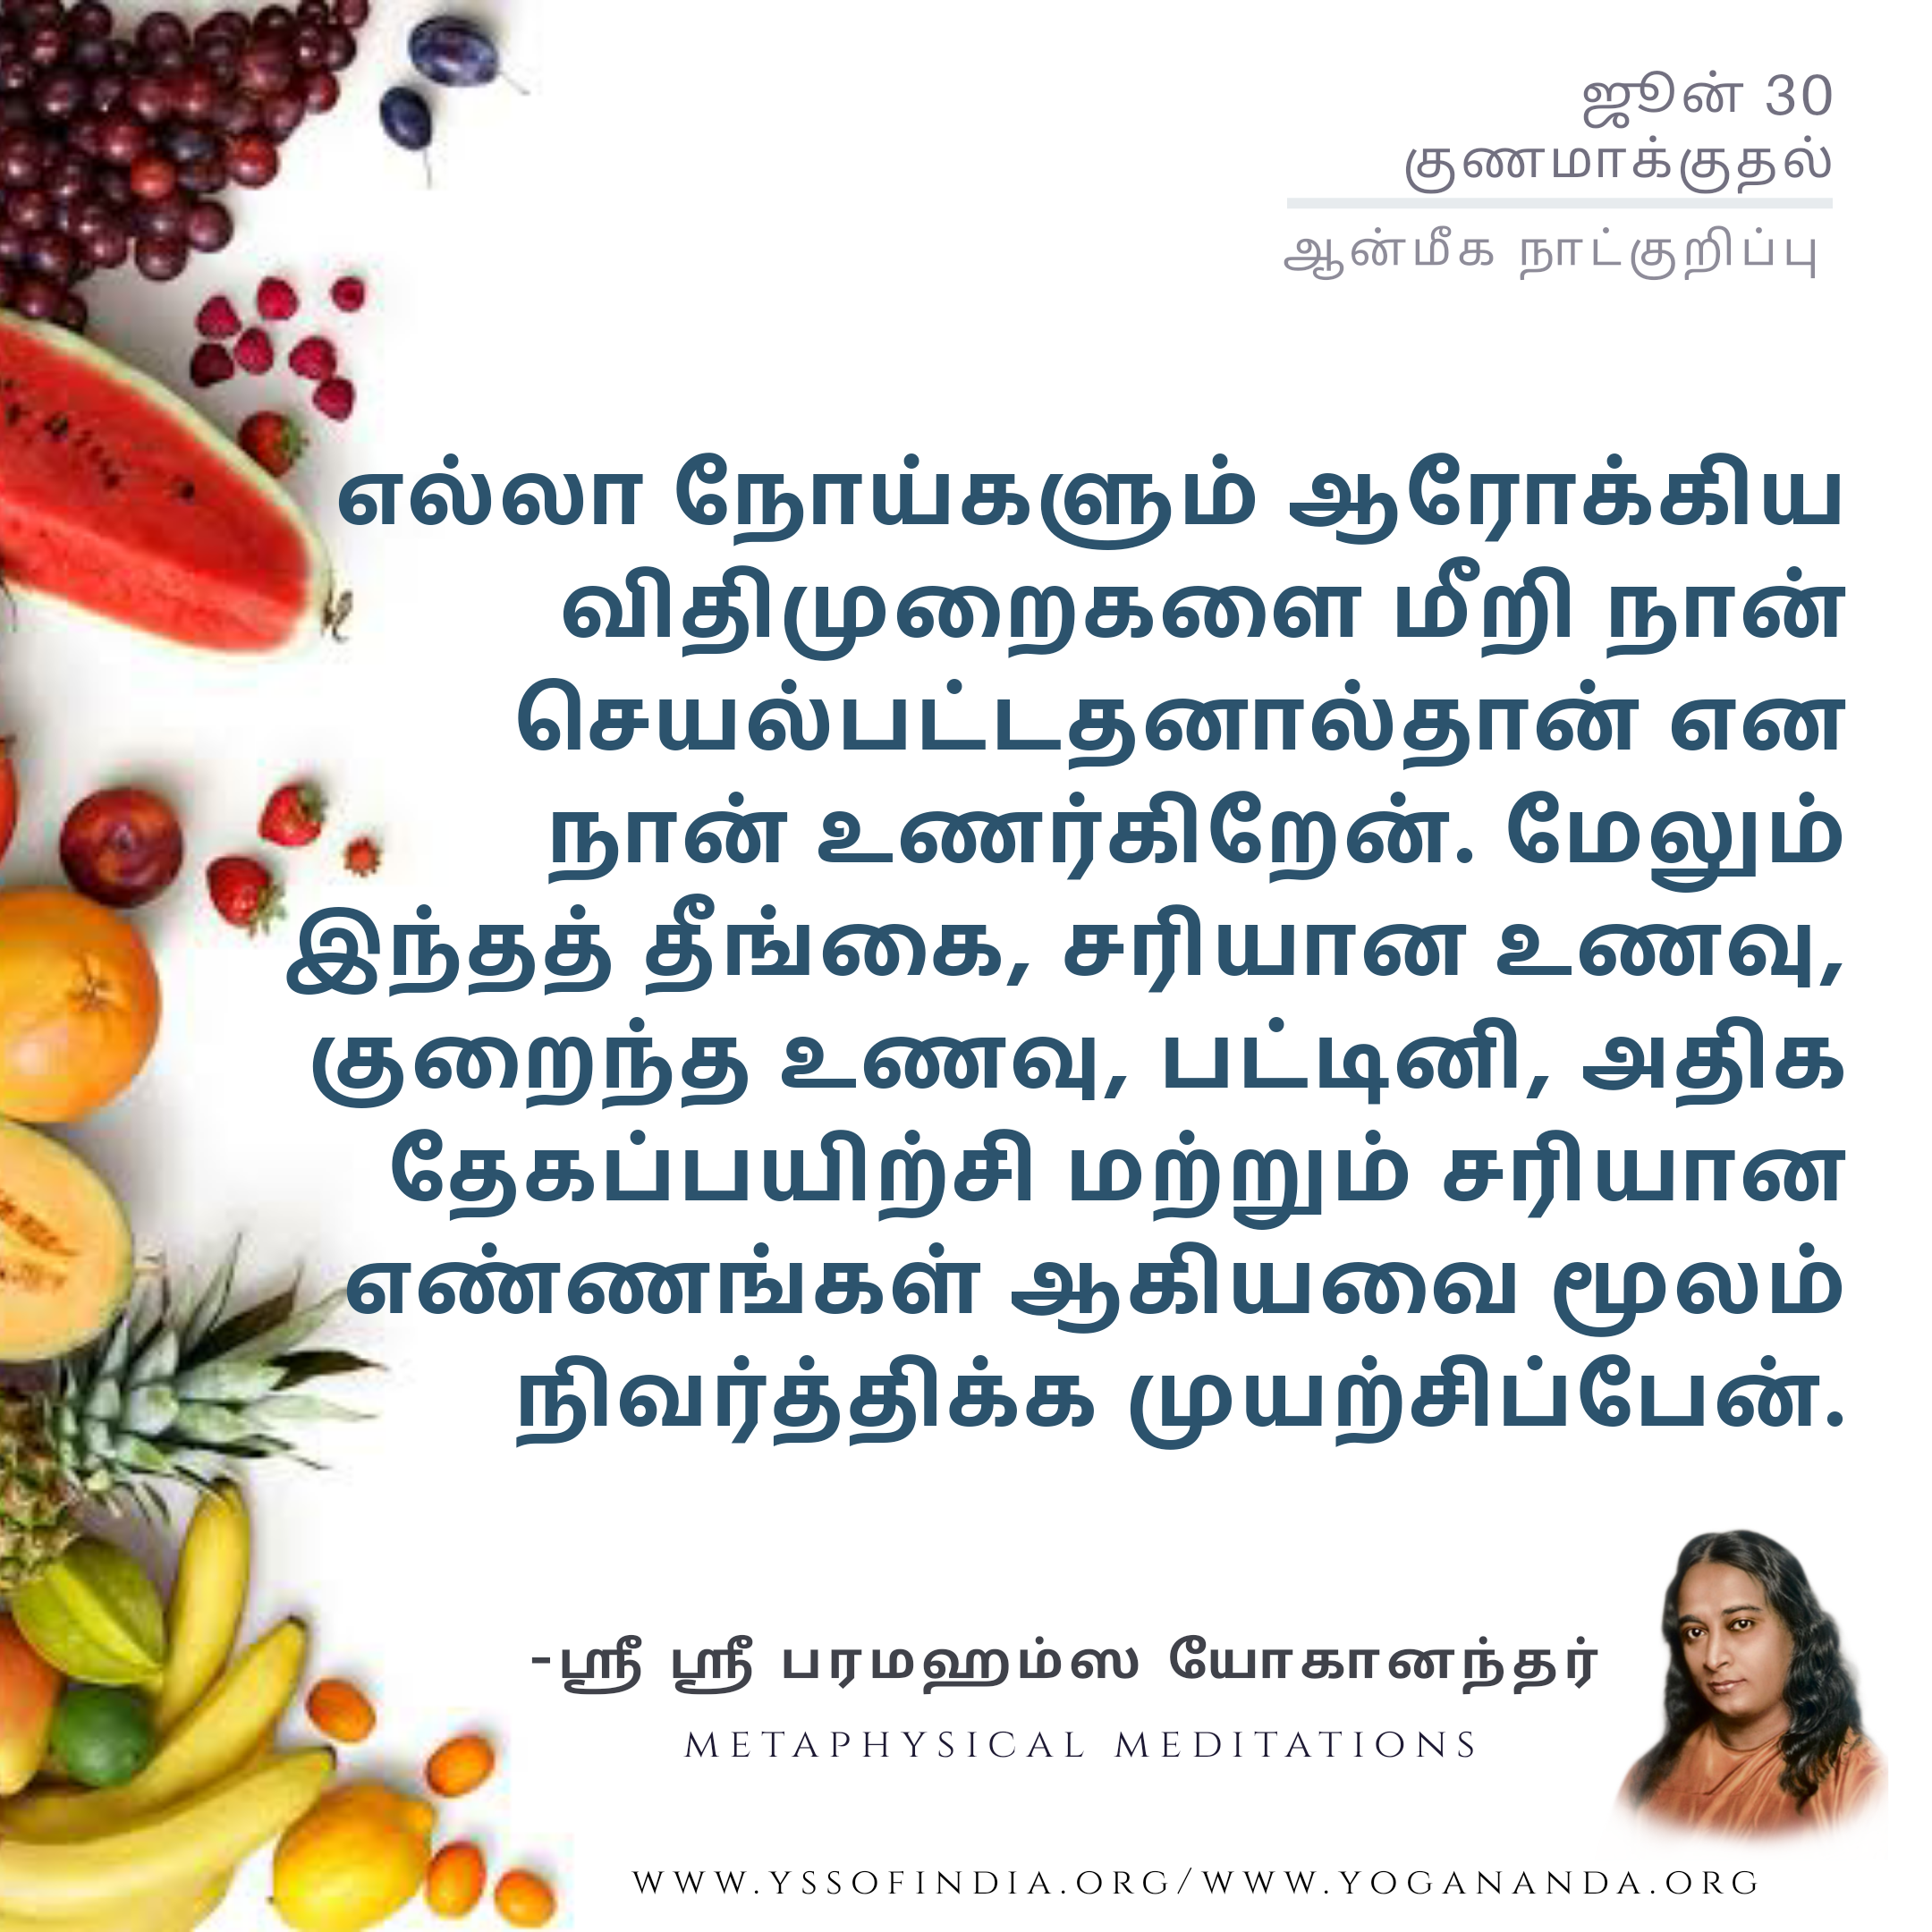 ஜூன் 30
குணமாக்குதல்
ஆன்மீக நாட்குறிப்பு
எல்லா நோய்களும் ஆரோக்கிய
விதிமுறைகளை மீறி நான்
செயல்பட்டதனால்தான் என
நான் உணர்கிறேன். மேலும்
இந்தத் தீங்கை, சரியான உணவு,
குறைந்த உணவு, பட்டினி, அதிக
தேகப்பயிற்சி மற்றும் சரியான
எண்ணங்கள் ஆகியவை மூலம்
நிவர்த்திக்க முயற்சிப்பேன்.
-ஸ்ரீ ஸ்ரீ பரமஹம்ஸ யோகானந்தர்
METAPHYSICAL MEDITATIONS
WWW.YSSOFINDIA.ORG/WWW.YOGANANDA.ORG